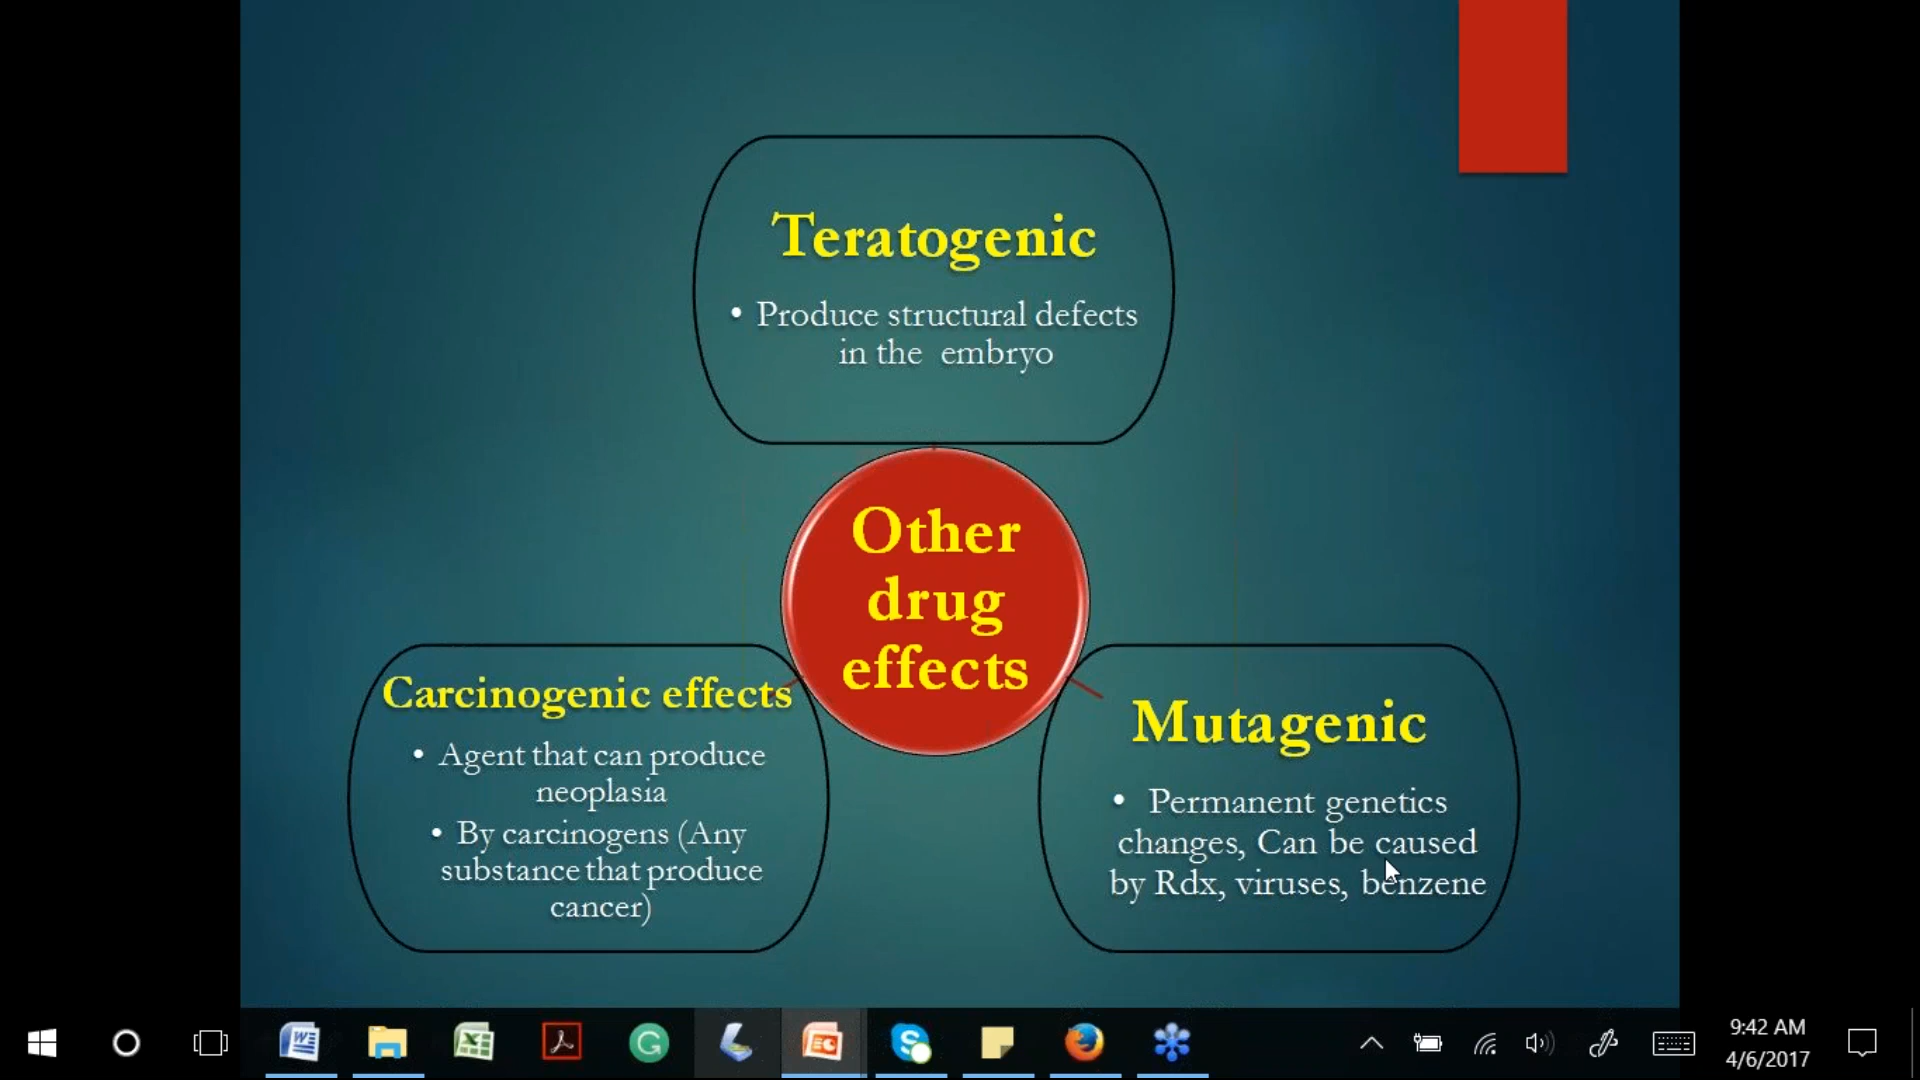 Teratogenic
• Produce structural defects
in the embryo
Other
drug
effects
Carcinogenic effects
• Agent that can produce
neoplasia
• By carcinogens (Any
substance that produce
cancer)
Mutagenic
• Permanent genetics
changes, Can be caused
by Rdx, viruses, benzene
9:42 AM
4/6/2017